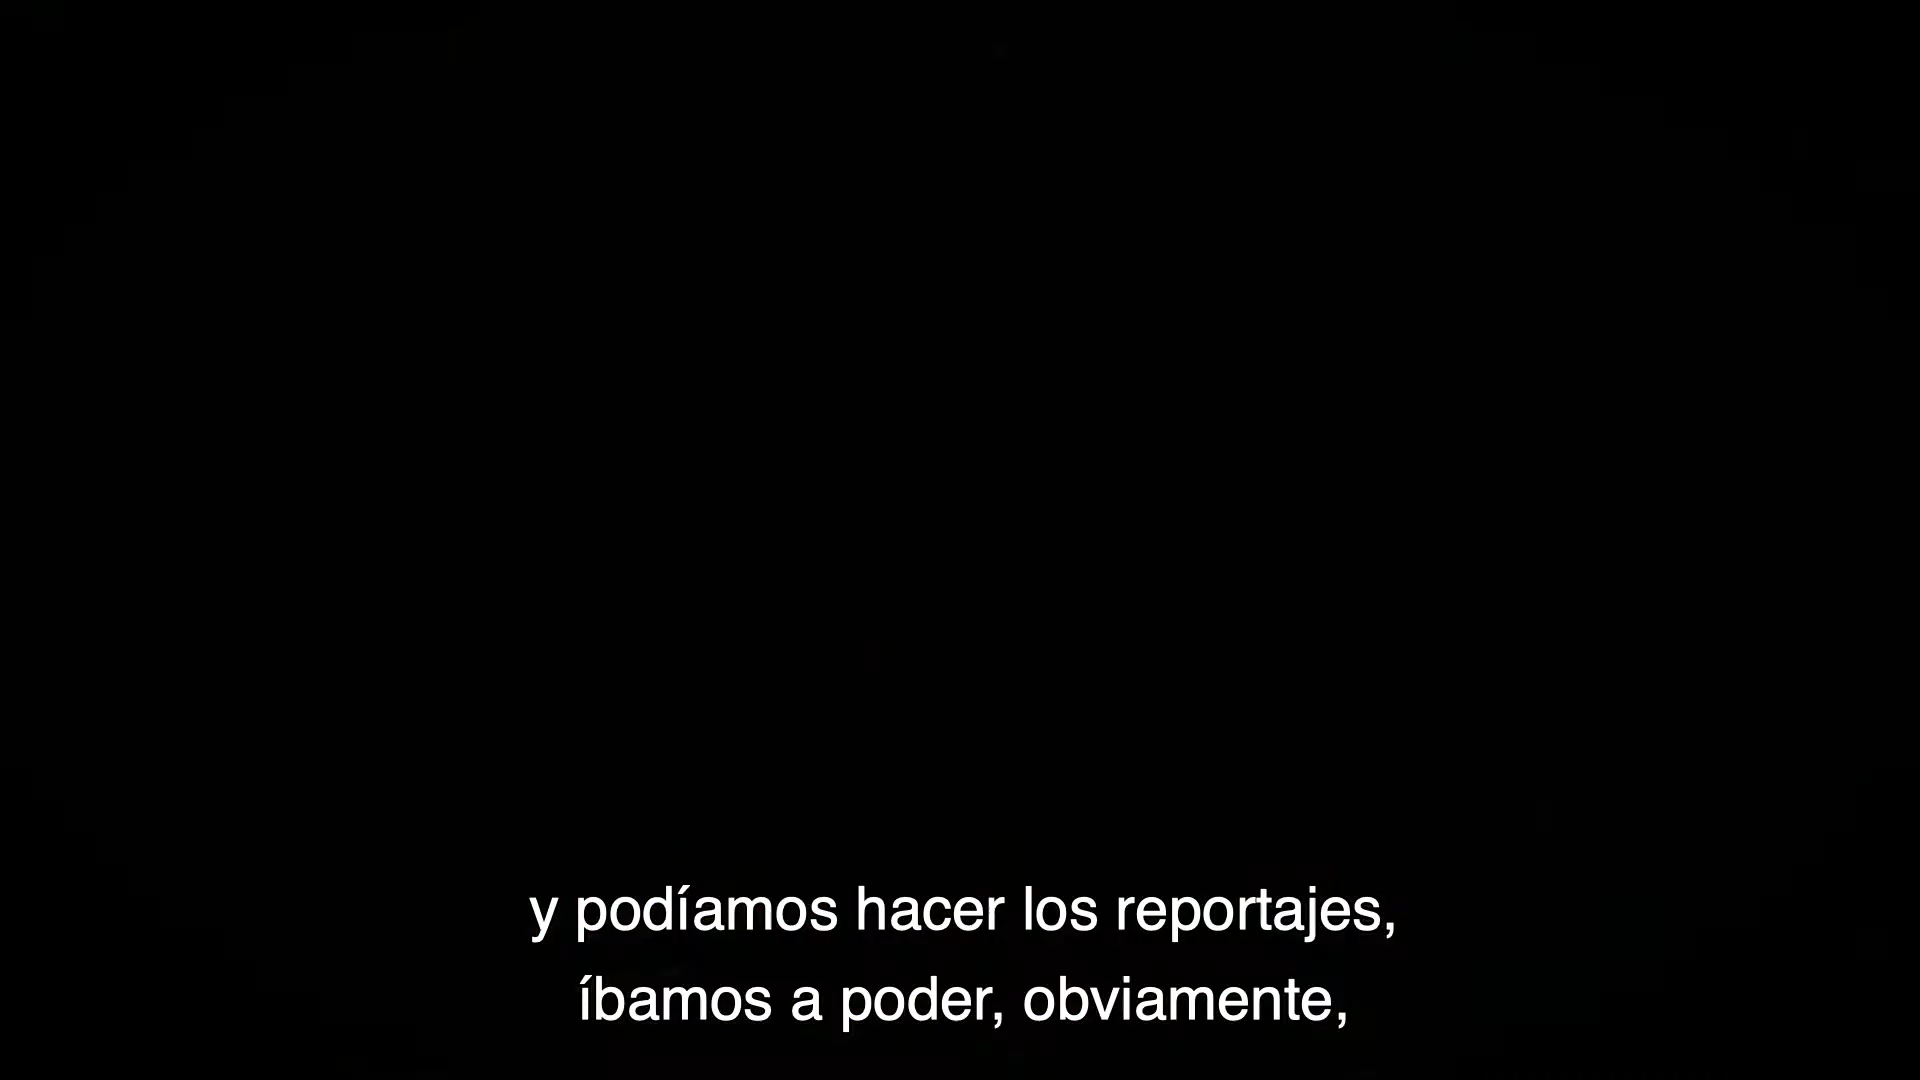 y podíamos hacer los reportajes,
íbamos a poder, obviamente,